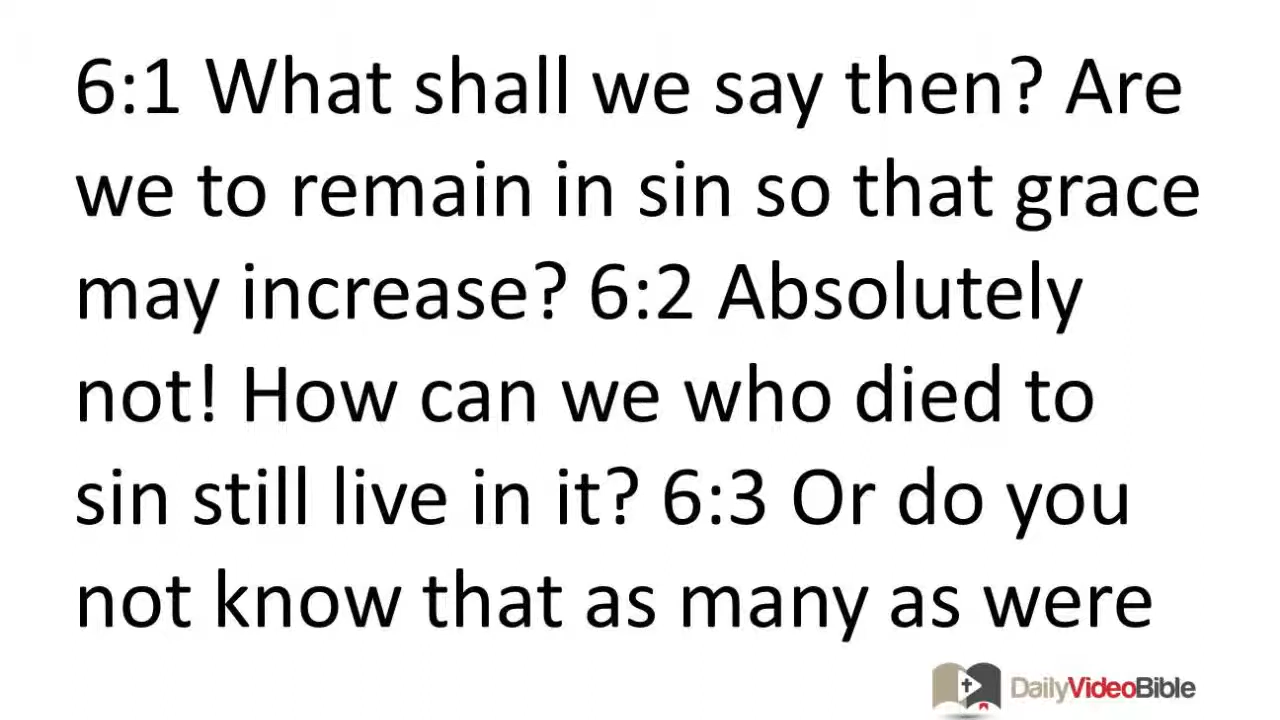 6:1 What shall we say then? Are
we to remain in sin so that grace
may increase? 6:2 Absolutely
not! How can we who died to
sin still live in it? 6:3 Or do you
not know that as many as were
DailyVideoBible